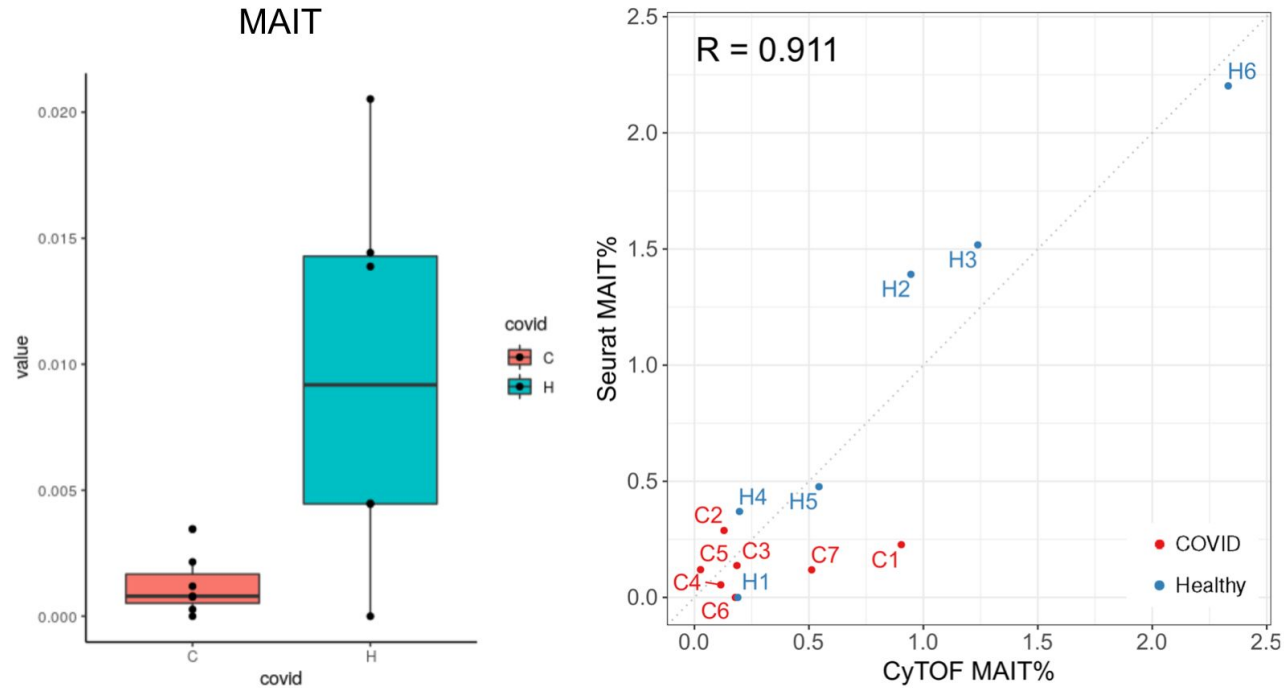 MAIT
value
0.020
0.015
0.010
0.005
0.000
C
H
covid
covid
C
H
R = 0.911
Seurat MAIT%
2.5
2.0
1.5
1.0
0.5
0.0
H6
H3
H2
H4
H5
C2
C5
C3
C7
C1
C4
H1
C6
COVID
Healthy
0.0
0.5
1.0
1.5
2.0
2.5
CyTOF MAIT%